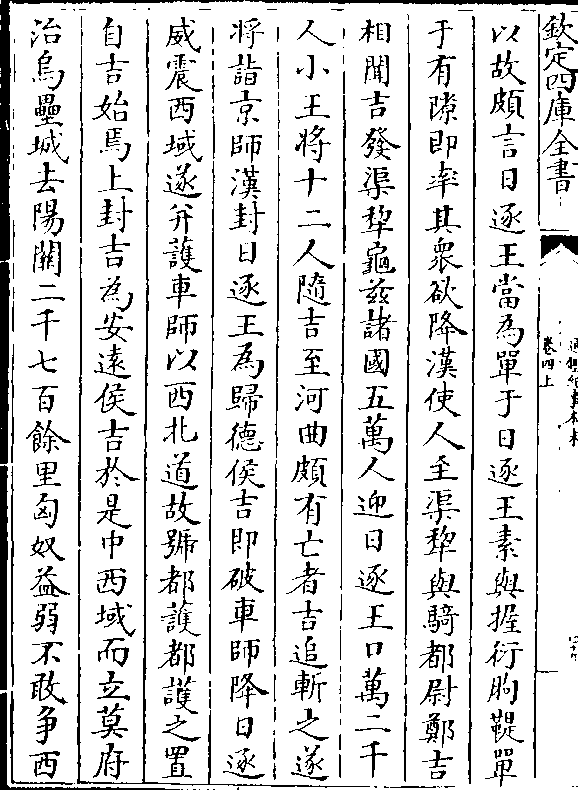 欽定四庫全書
卷四上
以故頗言日逐王當為單于日逐王素與握衍朐鞮單
于有隙即率其衆欲降漢使人至渠犂與騎都尉鄭吉
相聞吉發渠犂龜兹諸國五萬人迎日逐王口萬二千
人小王將十二人隨吉至河曲頗有亡者吉追斬之遂
将詣京師漢封日逐王為歸德侯吉即破車師降日逐
威震西域遂并護車師以西北道故號都護都護之置
自吉始焉上封吉為安遠侯吉於是中西域而立莫府
治烏壘城去陽關二千七百餘里匈奴益弱不敢争西